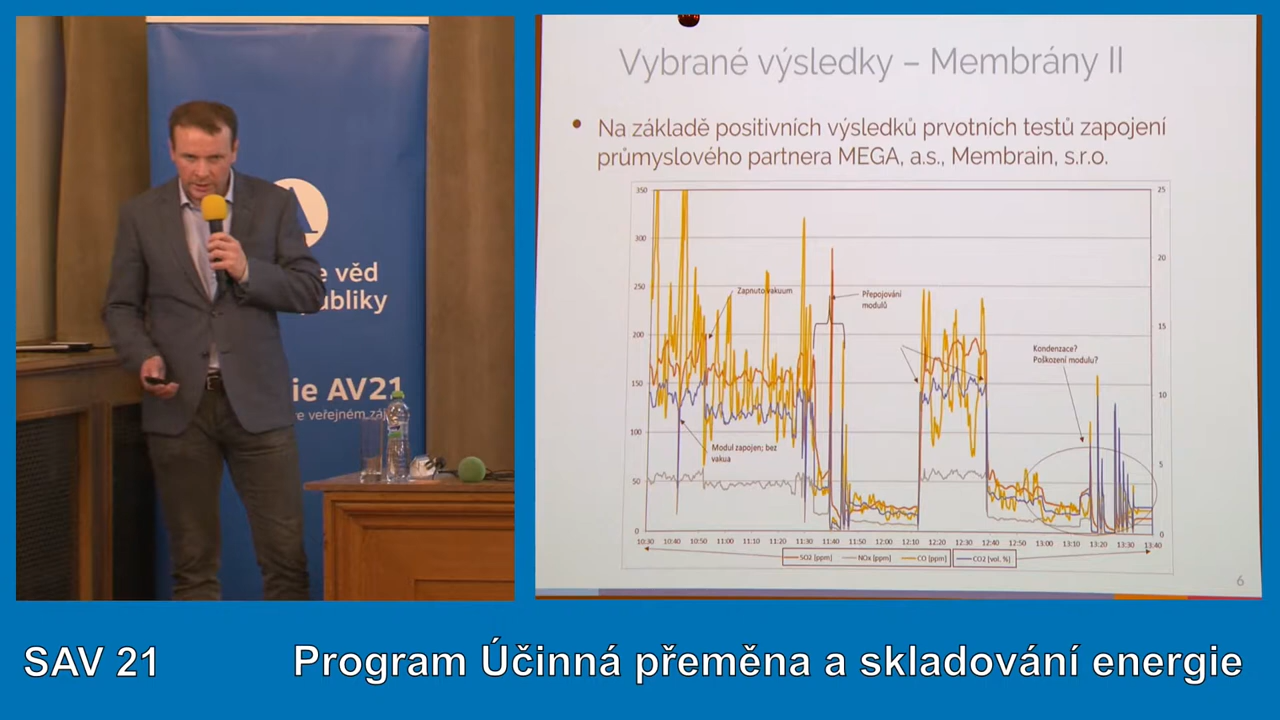 Vybrané výsledky – Membrány II
• Na základě positivních výsledků prvotních testů zapojení
průmyslového partnera MEGA, a.s., Membrain, s.r.o.
350
300
250
200
150
100
50
0
25
20
15
10
5
0
Zapnuto vakuum
Přepojování
modulů
Kondenzace?
Poškození modulu?
Modul zapojen; bez
vakua
10:30 10:40 10:50 11:00 11:10 11:20 11:30 11:40 11:50 12:00 12:10 12:20 12:30 12:40 12:50 13:00 13:10 13:20 13:30 13:40
SO2 [ppm] NOx [ppm] CO [ppm] CO2 [vol. %]
6
e věd
ubliky
ie AV21
ve veřejném zá
SAV 21 Program Účinná přeměna a skladování energie